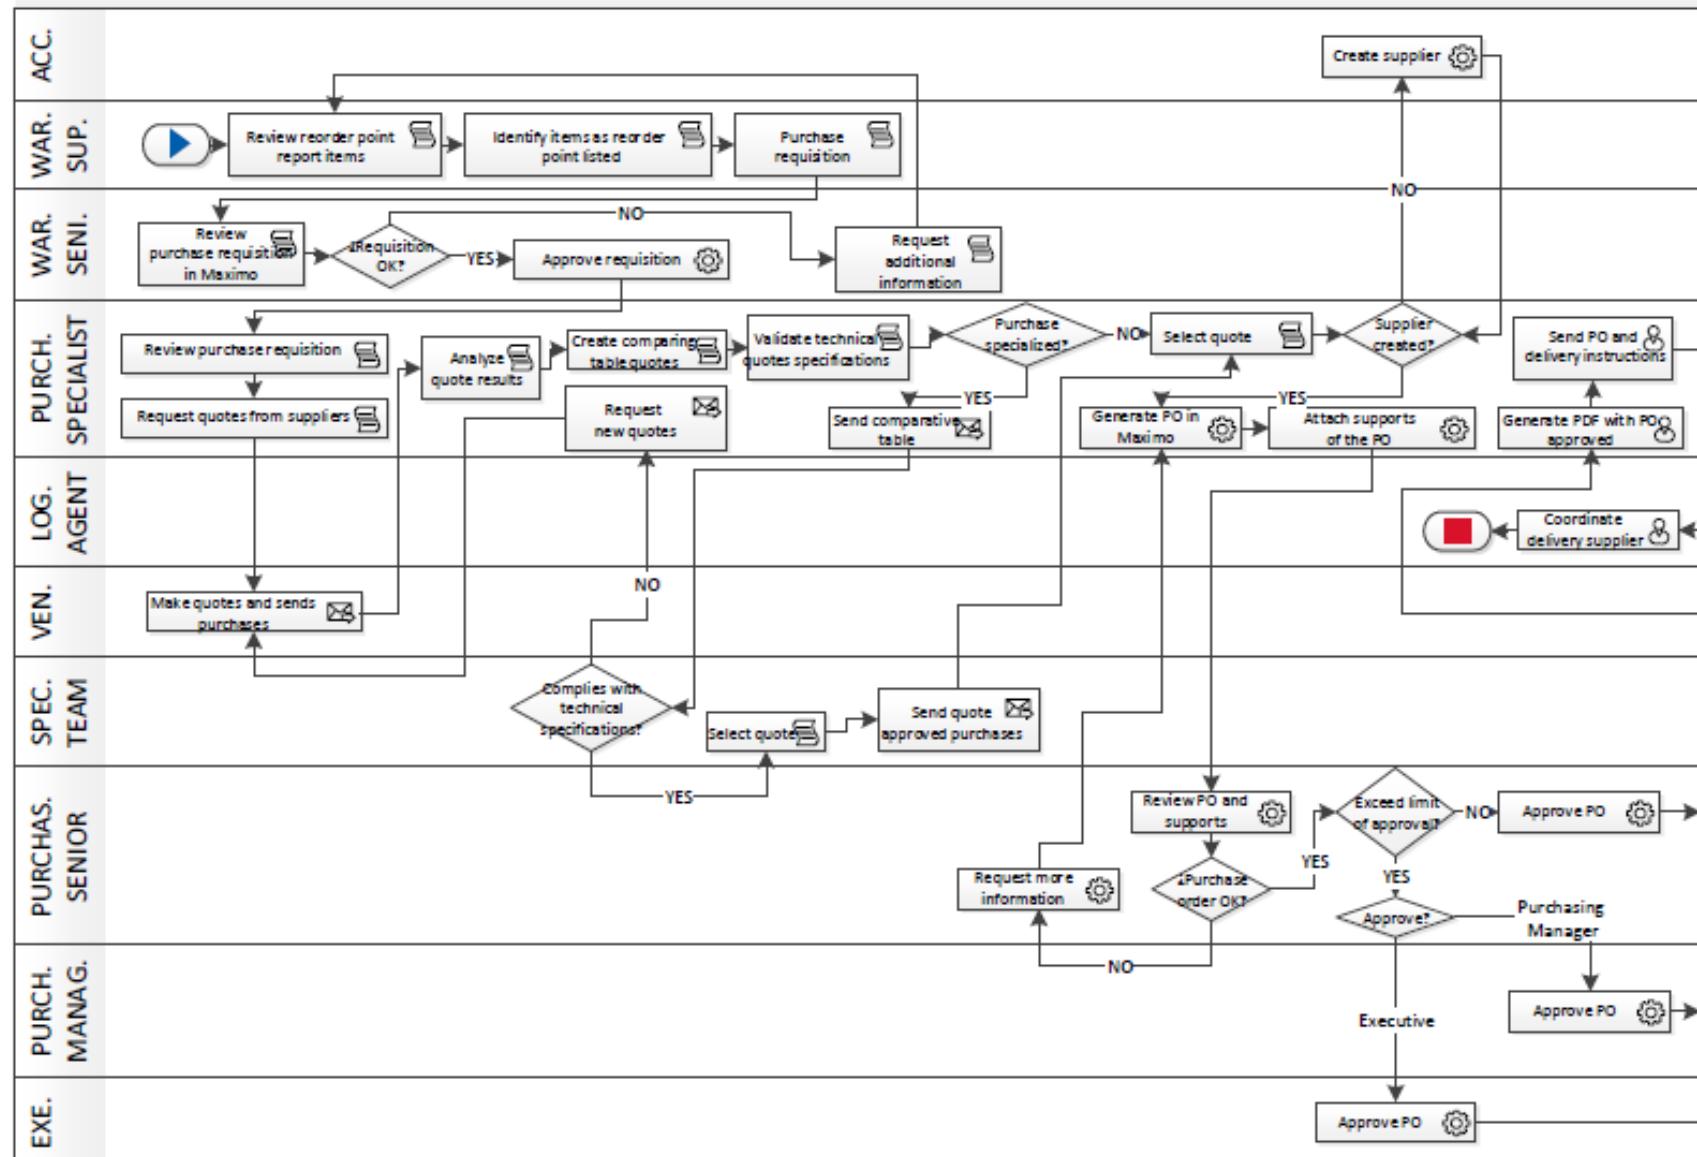 ACC.
Create supplier
WAR.
SUP.
Review reorder point
report items
Identify items as reorder
point listed
Purchase
requisition
NO
WAR.
SENI.
Review
purchase requisition
in Maximo
¿Requisition
OK?
NO
YES
Approve requisition
Request
additional
information
PURCH.
SPECIALIST
Review purchase requisition
Request quotes from suppliers
Analyze
quote results
Create comparing
table quotes
Request
new quotes
Validate technical
quotes specifications
Purchase
specialized?
NO
YES
Send comparative
table
Select quote
Supplier
created?
YES
Generate PO in
Maximo
Attach supports
of the PO
Send PO and
delivery instructions
Generate PDF with PO
approved
LOG.
AGENT
Coordinate
delivery supplier
VEN.
Make quotes and sends
purchases
NO
SPEC.
TEAM
Complies with
technical
specifications?
YES
Select quote
Send quote
approved purchases
PURCHAS.
SENIOR
Review PO and
supports
¿Purchase
order OK?
Request more
information
NO
YES
Exceed limit
of approval?
NO
Approve PO
YES
Approve?
Purchasing
Manager
PURCH.
MANAG.
Executive
Approve PO
EXE.
Approve PO